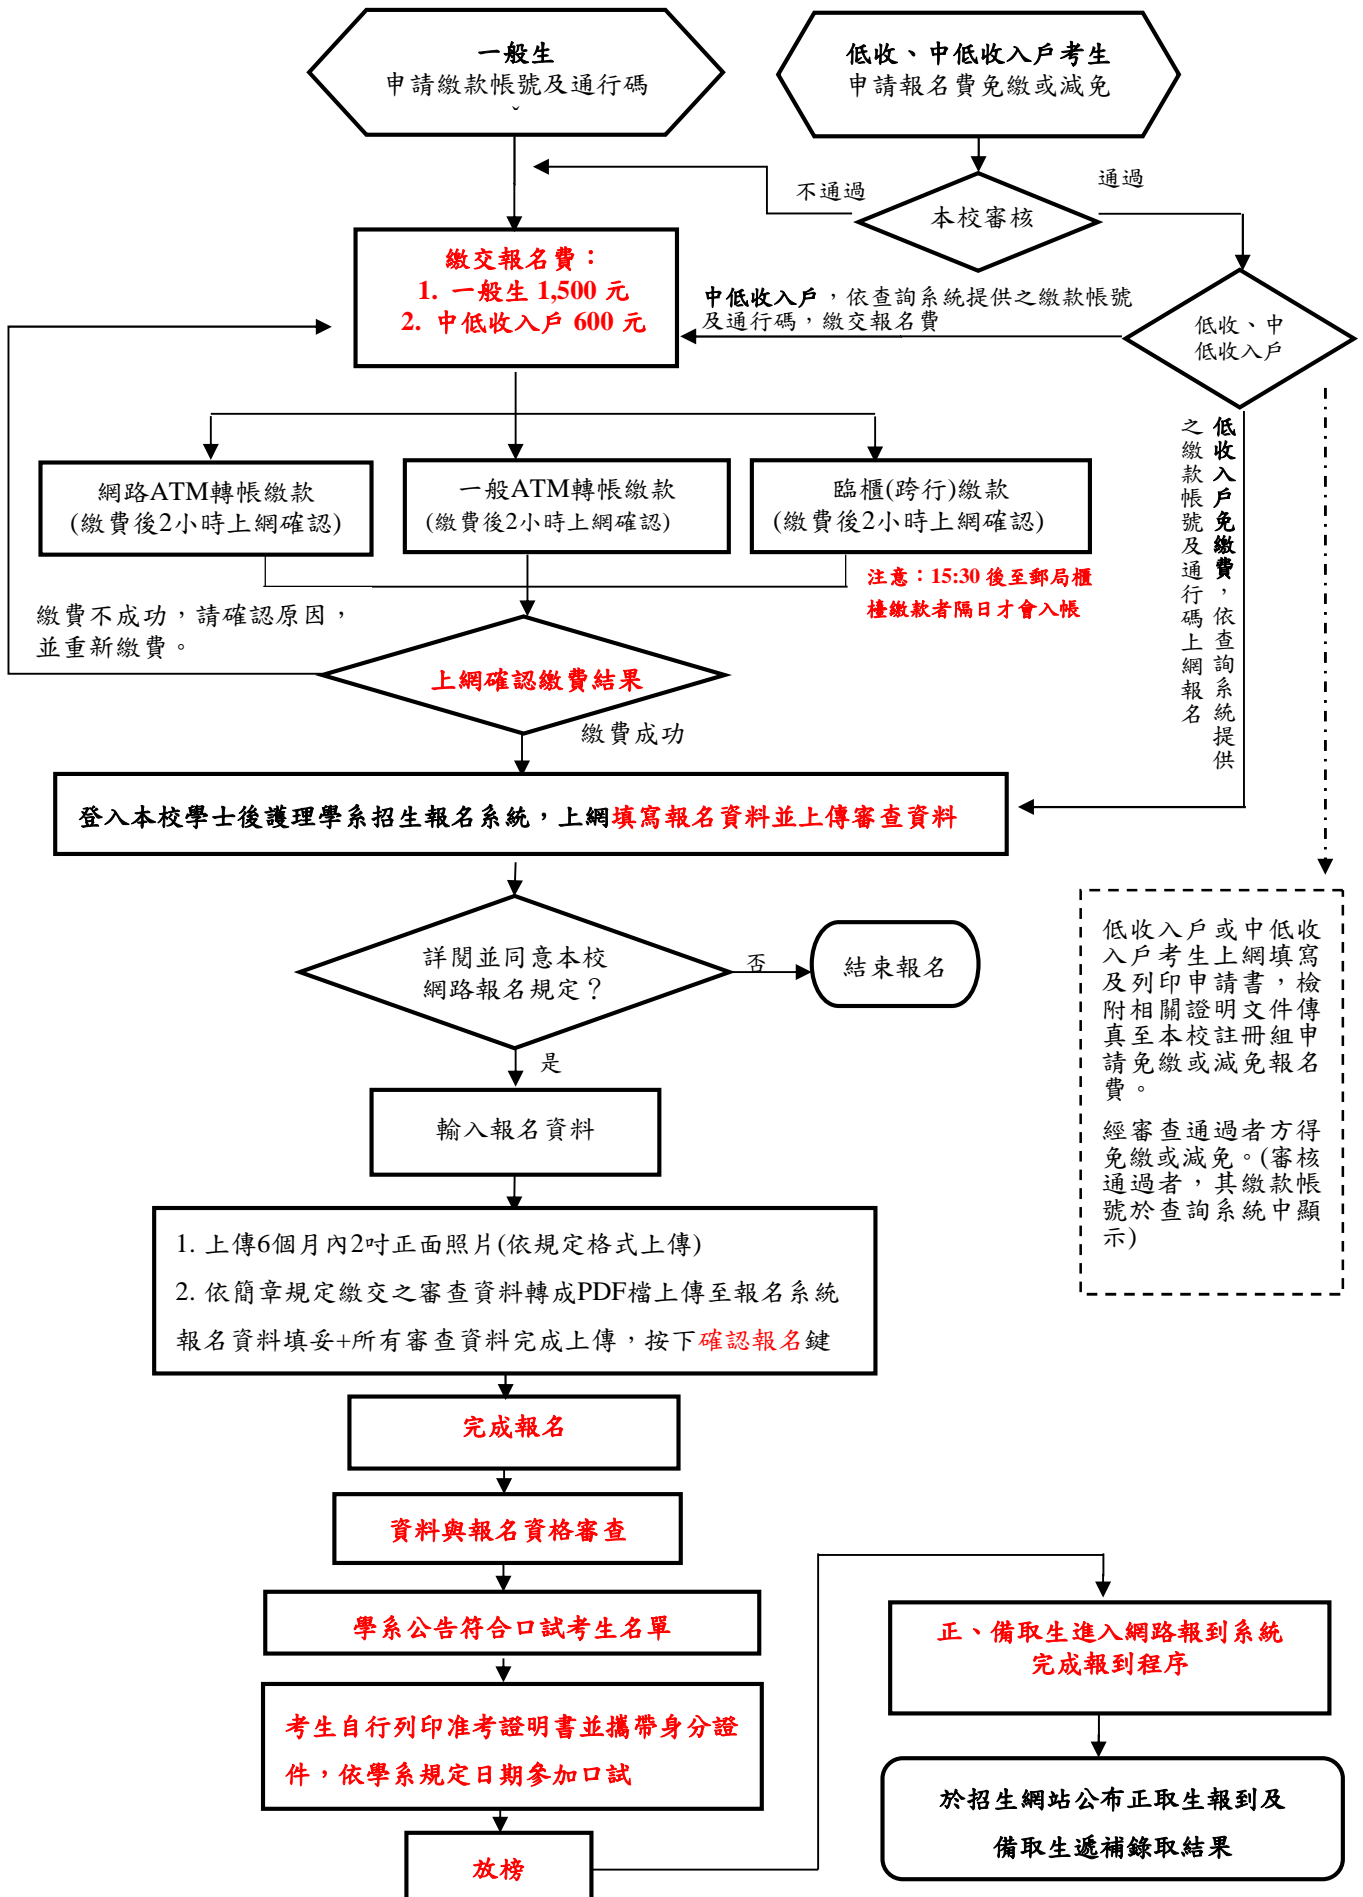 一般生
申請繳款帳號及通行碼
低收、中低收入戶考生
申請報名費免繳或減免
不通過
通過
本校審核
繳交報名費：
1. 一般生 1,500 元
2. 中低收入戶 600 元
中低收入戶，依查詢系統提供之繳款帳號
及通行碼，繳交報名費
低收、中
低收入戶
網路ATM轉帳繳款
(繳費後2小時上網確認)
一般ATM轉帳繳款
(繳費後2小時上網確認)
臨櫃(跨行)繳款
(繳費後2小時上網確認)
低收入戶免繳費，依查詢系統提供
之繳款帳號及通行碼上網報名
注意：15:30 後至郵局櫃
檯繳款者隔日才會入帳
繳費不成功，請確認原因，
並重新繳費。
上網確認繳費結果
繳費成功
登入本校學士後護理學系招生報名系統，上網填寫報名資料並上傳審查資料
詳閱並同意本校
網路報名規定？
否
結束報名
是
輸入報名資料
低收入戶或中低收
入戶考生上網填寫
及列印申請書，檢
附相關證明文件傳
真至本校註冊組申
請免繳或減免報名
費。
經審查通過者方得
免繳或減免。(審核
通過者，其繳款帳
號於查詢系統中顯
示)
1. 上傳6個月內2吋正面照片(依規定格式上傳)
2. 依簡章規定繳交之審查資料轉成PDF檔上傳至報名系統
報名資料填妥+所有審查資料完成上傳，按下確認報名鍵
完成報名
資料與報名資格審查
學系公告符合口試考生名單
考生自行列印准考證明書並攜帶身分證
件，依學系規定日期參加口試
放榜
正、備取生進入網路報到系統
完成報到程序
於招生網站公布正取生報到及
備取生遞補錄取結果